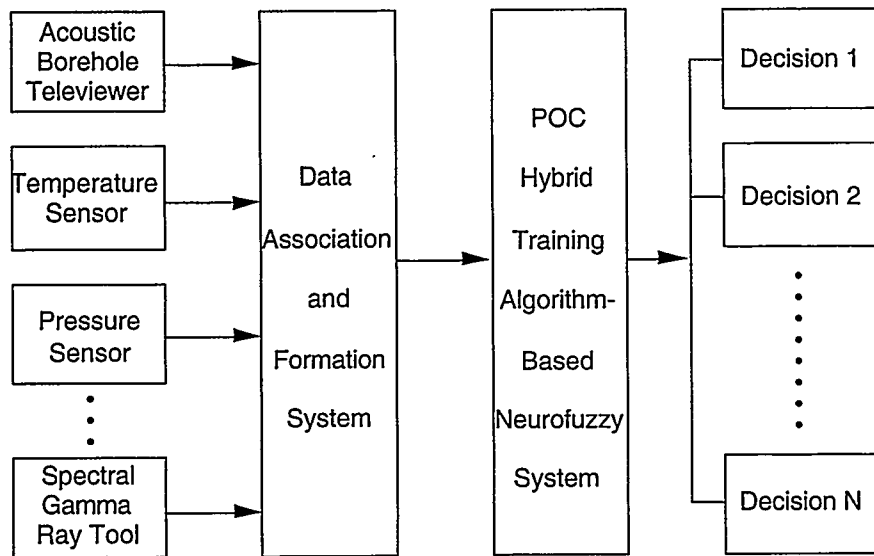 Acoustic
Borehole
Televiewer
Temperature
Sensor
Pressure
Sensor
Spectral
Gamma
Ray Tool
Data
Association
and
Formation
System
POC
Hybrid
Training
Algorithm-
Based
Neurofuzzy
System
Decision 1
Decision 2
Decision N